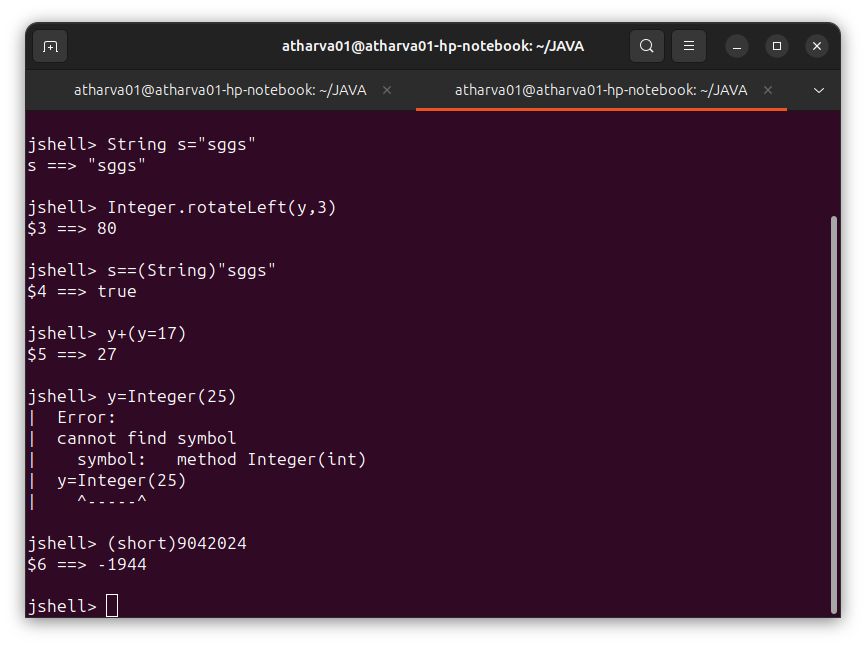 atharva01@atharva01-hp-notebook: ~/JAVA
atharva01@atharva01-hp-notebook: ~/JAVA
atharva01@atharva01-hp-notebook: ~/JAVA
jshell> String s="sggs"
s ==> "sggs"
jshell> Integer.rotateLeft(y,3)
$3 ==> 80
jshell> s==(String)"sggs"
$4 ==> true
jshell> y+(y=17)
$5 ==> 27
jshell> y=Integer(25)
|  Error:
|  cannot find symbol
|    symbol:   method Integer(int)
|  y=Integer(25)
|    ^-----^
jshell> (short)9042024
$6 ==> -1944
jshell>